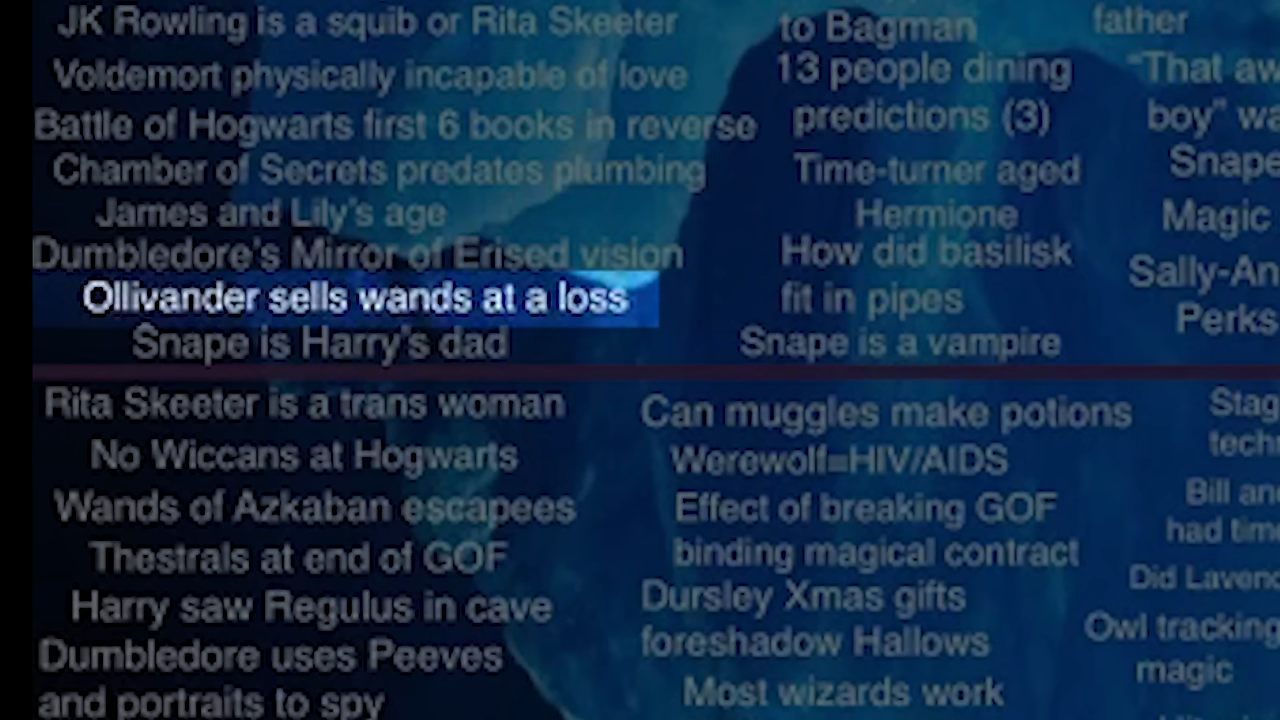 JK Rowling is a squib or Rita Skeeter
Voldemort physically incapable of love
Battle of Hogwarts first 6 books in reverse
Chamber of Secrets predates plumbing
James and Lily's age
Dumbledore's Mirror of Erised vision
Ollivander sells wands at a loss
Snape is Harry's dad
to Bagman
13 people dining
predictions (3)
Time-turner aged
Hermione
How did basilisk
fit in pipes
Snape is a vampire
father
"That aw
boy" wa
Snape
Magic
Sally-An
Perks
Rita Skeeter is a trans woman
No Wiccans at Hogwarts
Wands of Azkaban escapees
Thestrals at end of GOF
Harry saw Regulus in cave
Dumbledore uses Peeves
and portraits to spy
Can muggles make potions
Werewolf=HIV/AIDS
Effect of breaking GOF
binding magical contract
Dursley Xmas gifts
foreshadow Hallows
Most wizards work
Stag
tech
Bill an
had time
Did Laven
Owl tracking
magic